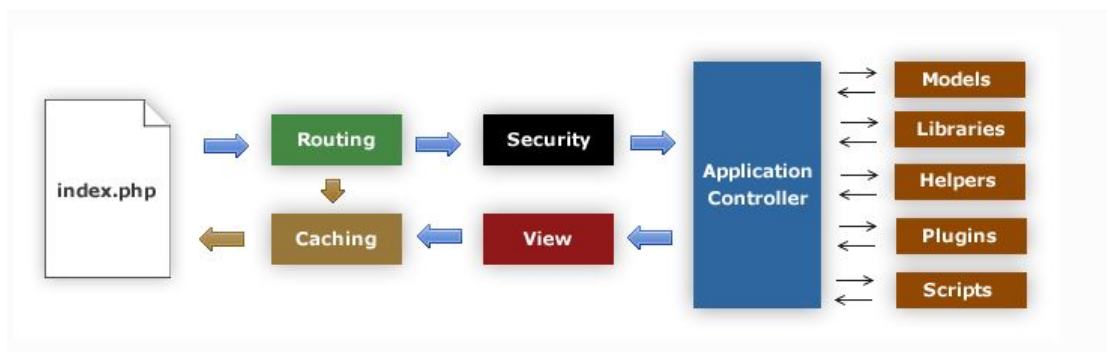 index.php
Routing
Security
Caching
View
Application
Controller
Models
Libraries
Helpers
Plugins
Scripts